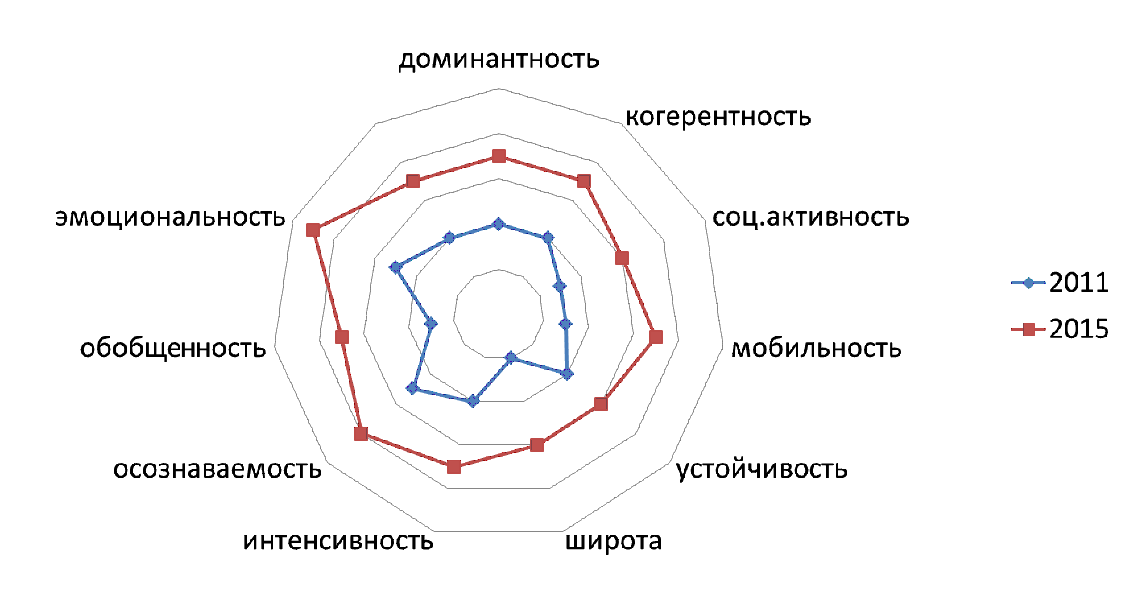 доминантность
когерентность
эмоциональность
соц.активность
2011
2015
обобщенность
мобильность
осознаваемость
устойчивость
интенсивность
широта